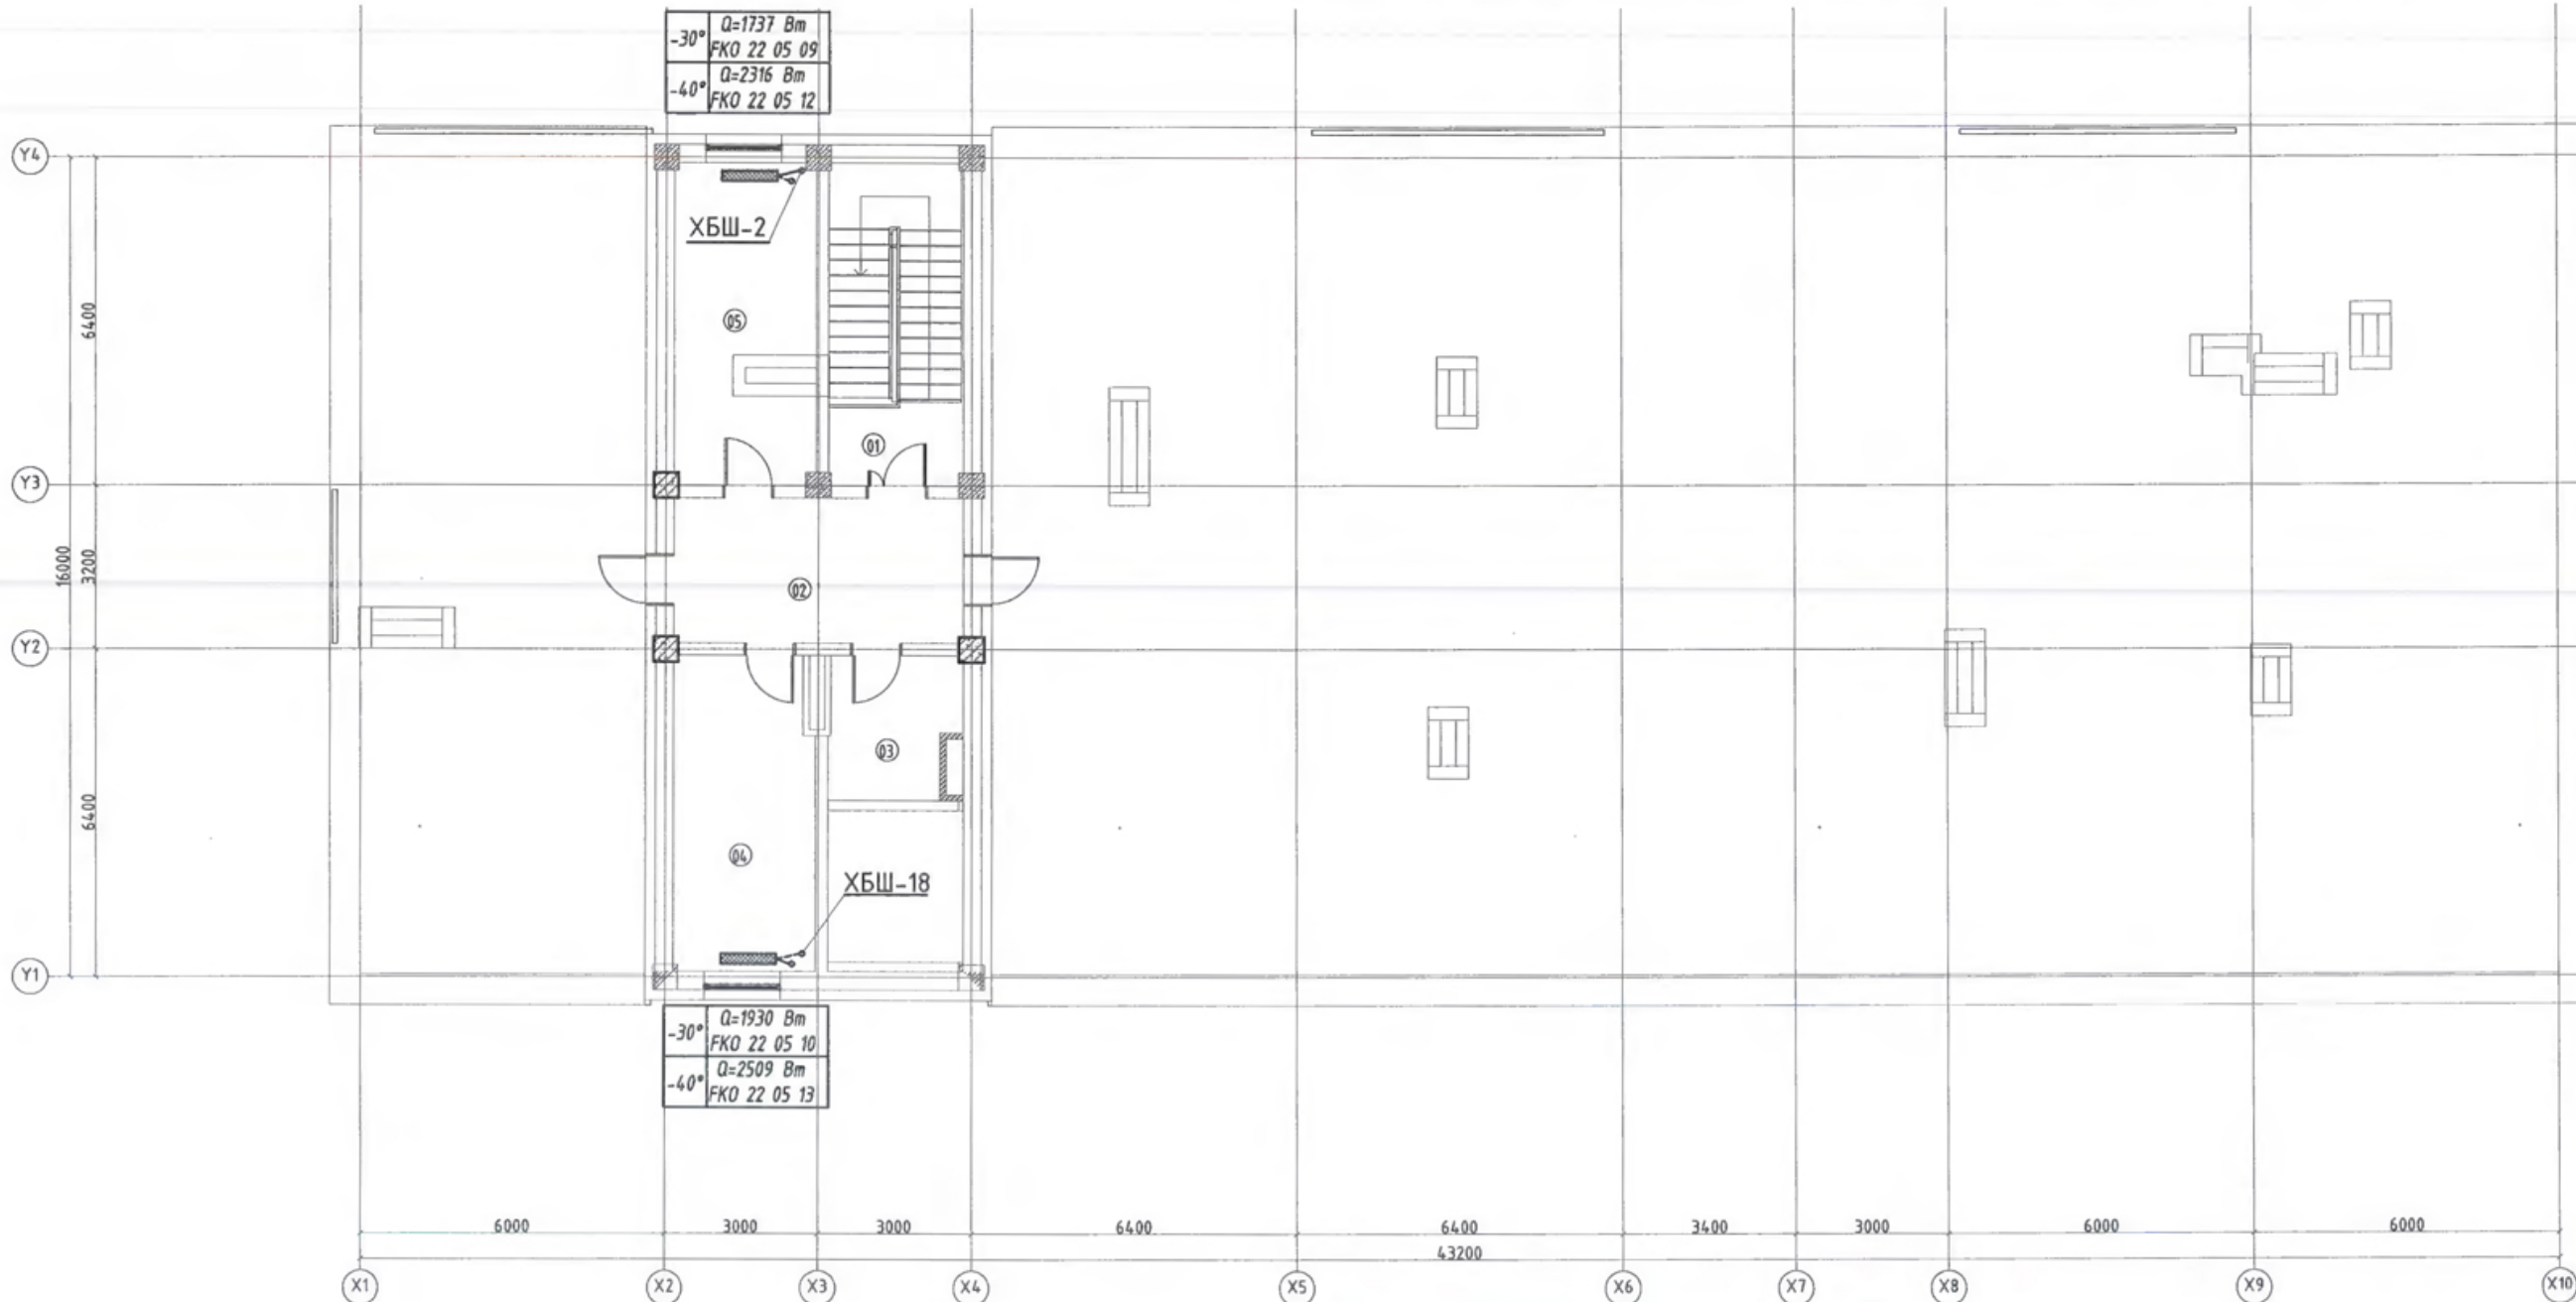 -30° Q=1737 Вт
FKO 22 05 09
-40° Q=2316 Вт
FKO 22 05 12
Y4
ХБШ-2
6400
05
01
Y3
16000
3200
02
Y2
03
6400
04
ХБШ-18
Y1
-30° Q=1930 Вт
FKO 22 05 10
-40° Q=2509 Вт
FKO 22 05 13
6000 3000 3000 6400 6400 3400 3000 6000 6000
43200
X1 X2 X3 X4 X5 X6 X7 X8 X9 X10